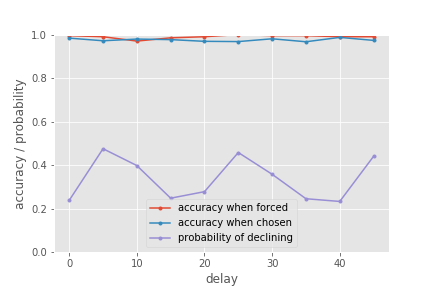 1.0
0.8
0.6
0.4
0.2
0.0
accuracy / probability
accuracy when forced
accuracy when chosen
probability of declining
0 10 20 30 40
delay